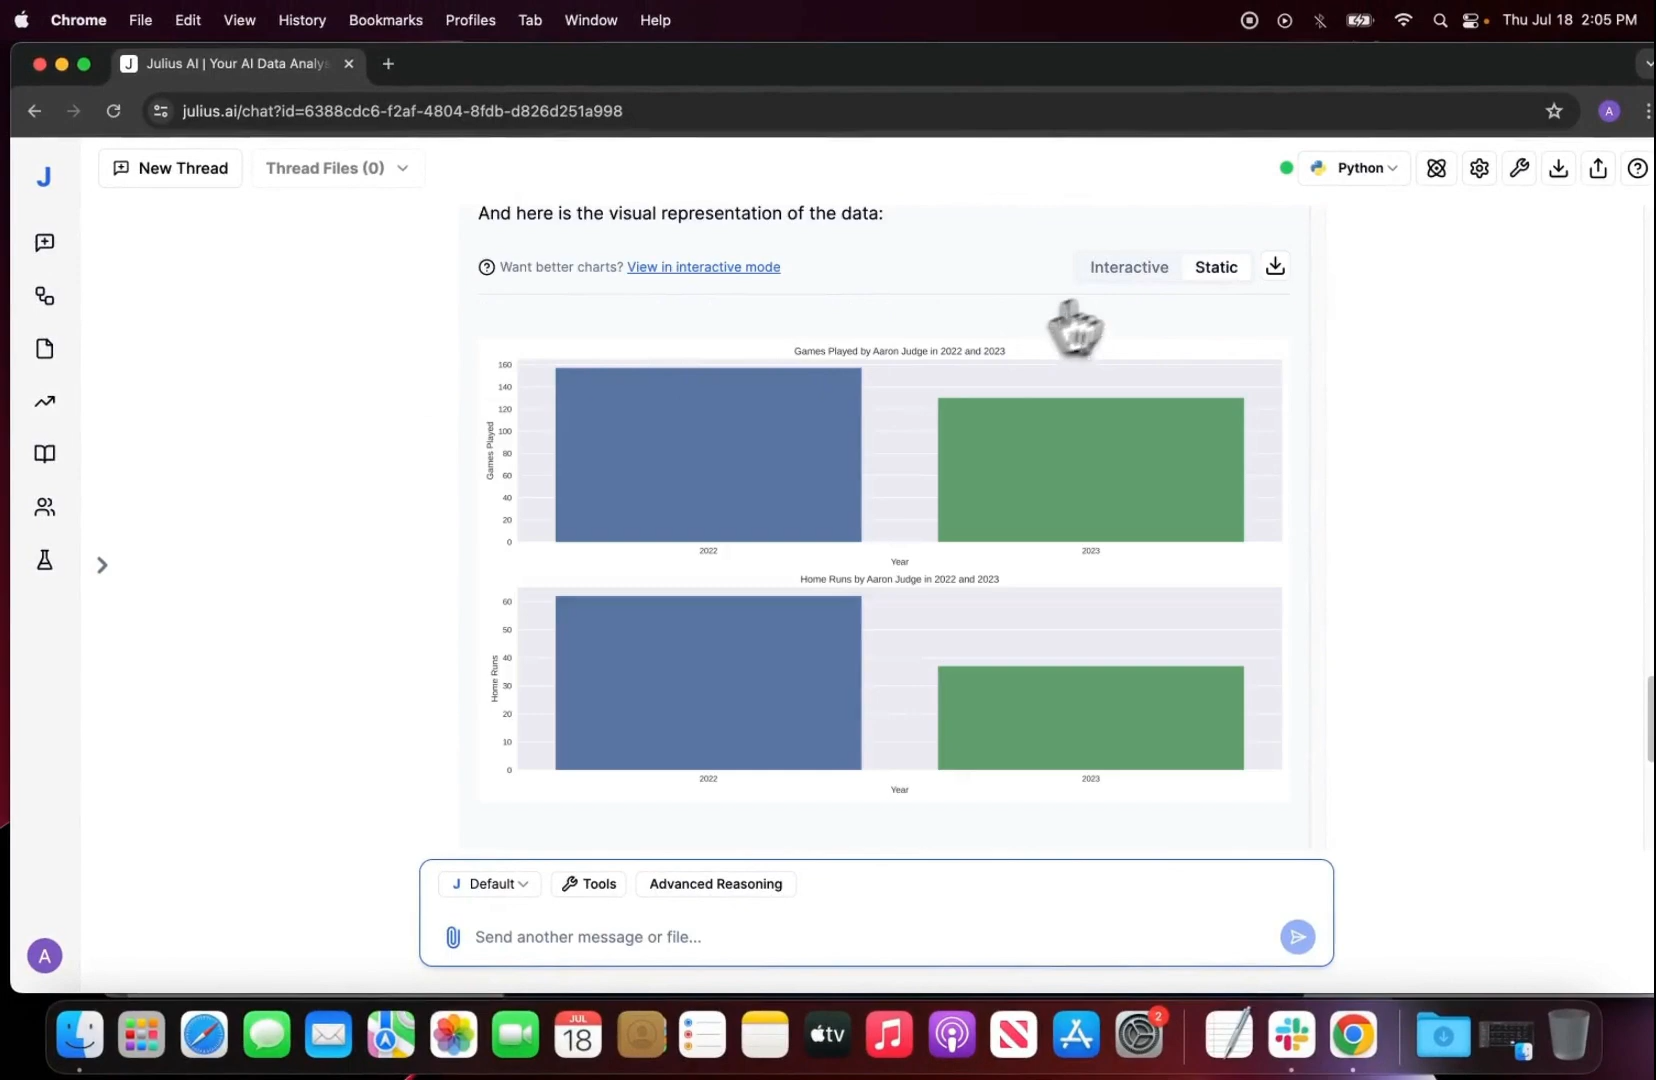 Chrome File Edit View History Bookmarks Profiles Tab Window Help Thu Jul 18 2:05 PM
J Julius AI | Your AI Data Analys
julius.ai/chat?id=6388cdc6-f2af-4804-8fdb-d826d251a998 A
J New Thread Thread Files (0) Python
And here is the visual representation of the data:
Want better charts? View in interactive mode Interactive Static
Games Played by Aaron Judge in 2022 and 2023
160
140
120
100
80
60
40
20
0
Games Played
2022 2023
Year
Home Runs by Aaron Judge in 2022 and 2023
60
50
40
30
20
10
0
Home Runs
2022 2023
Year
J Default Tools Advanced Reasoning
Send another message or file...
A
JUL
18
tv
2